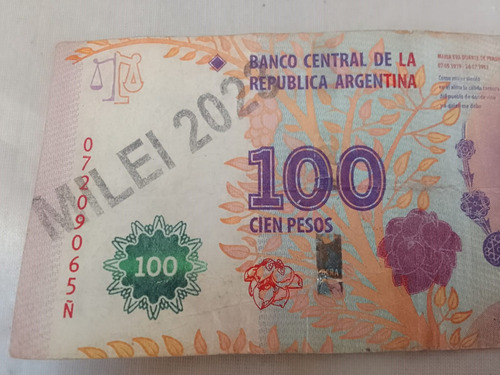 BANCO CENTRAL DE LA
REPUBLICA ARGENTINA
MILEI 2023
100
CIEN PESOS
07209065Ñ
100